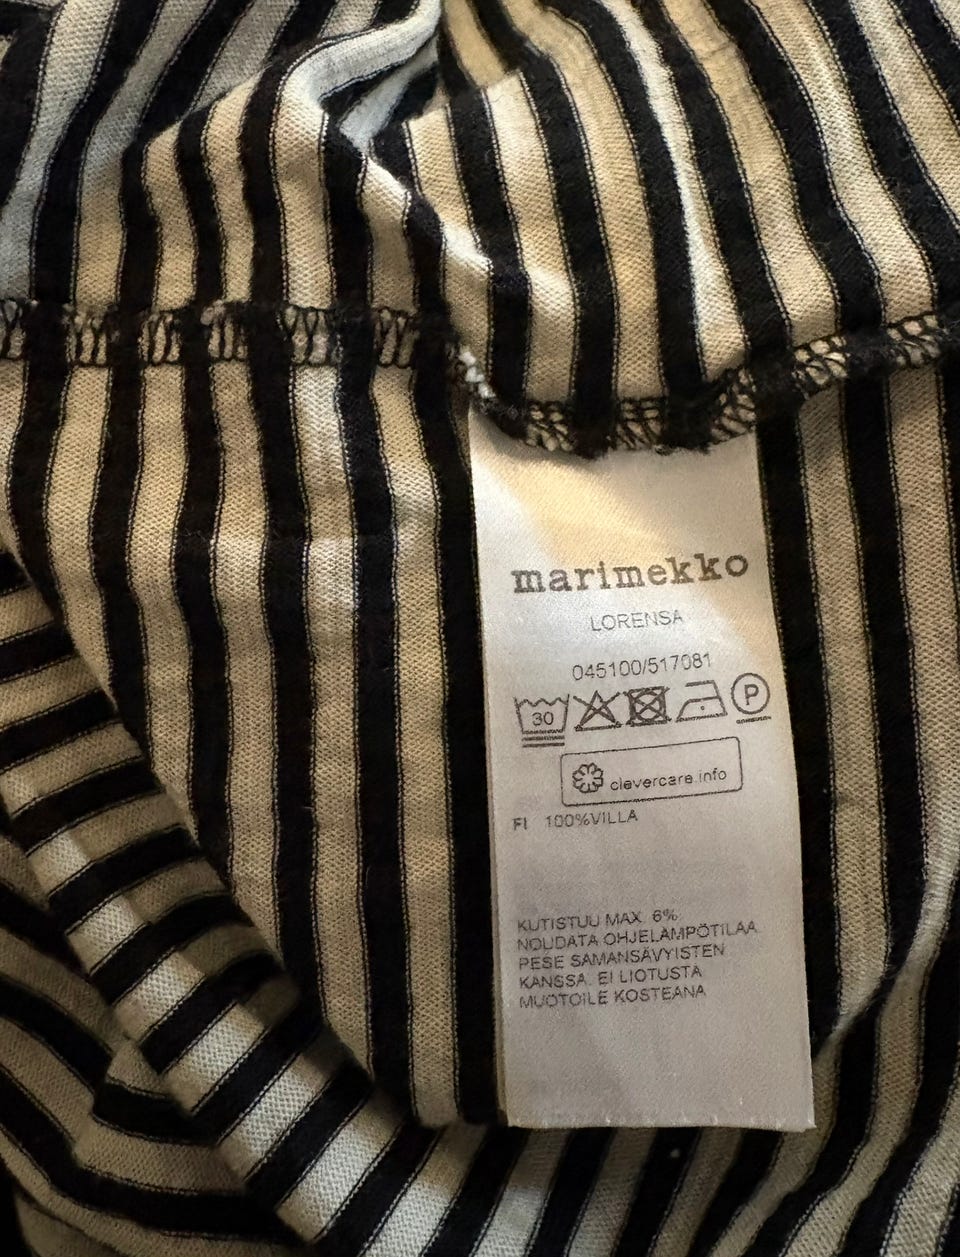 marimekko
LORENSA
045100/517081
30 P
clevercare.info
FI 100%VILLA
KUTISTUU MAX. 6%.
NOUDATA OHJELÄMPÖTILAA.
PESE SAMANSÄVYISTEN
KANSSA. EI LIOTUSTA.
MUOTOILE KOSTEANA